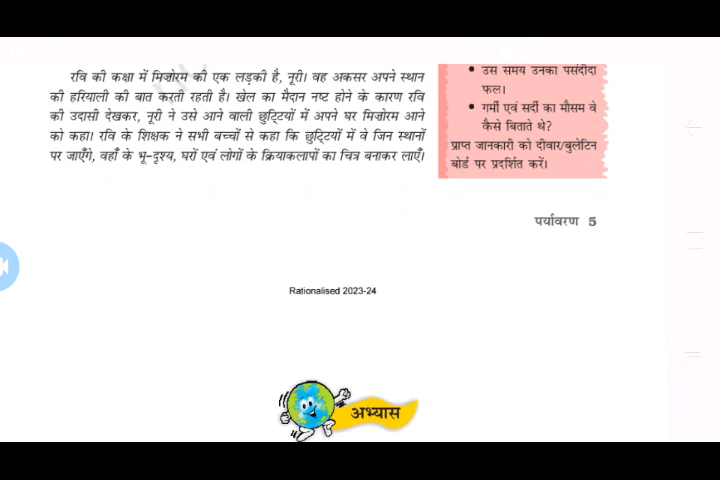 रवि की कक्षा में मिज़ोरम की एक लड़की है, नूरी। वह अकसर अपने स्थान
की हरियाली की बात करती रहती है। खेल का मैदान नष्ट होने के कारण रवि
की उदासी देखकर, नूरी ने उसे आने वाली छुट्टियों में अपने घर मिज़ोरम आने
को कहा। रवि के शिक्षक ने सभी बच्चों से कहा कि छुट्टियों में वे जिन स्थानों
पर जाएँगे, वहाँ के भू-दृश्य, घरों एवं लोगों के क्रियाकलापों का चित्र बनाकर लाएँ।
• उस समय उनका पसंदीदा
फल।
• गर्मी एवं सर्दी का मौसम वे
कैसे बिताते थे?
प्राप्त जानकारी को दीवार/बुलेटिन
बोर्ड पर प्रदर्शित करें।
पर्यावरण 5
Rationalised 2023-24
अभ्यास